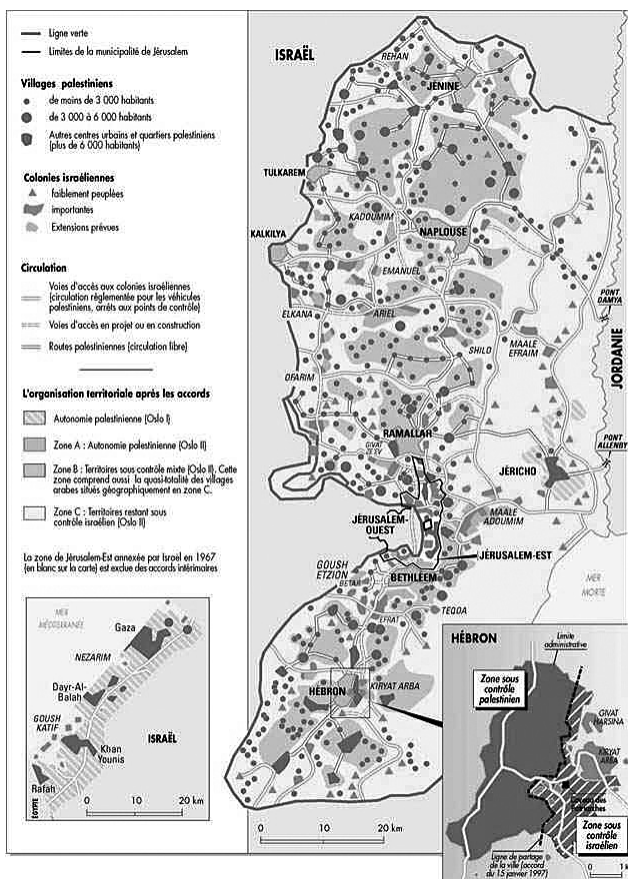 Ligne verte
Limites de la municipalité de Jérusalem
Villages palestiniens
de moins de 3 000 habitants
de 3 000 à 6 000 habitants
Autres centres urbains et quartiers palestiniens
(plus de 6 000 habitants)
Colonies israéliennes
faiblement peuplées
importantes
Extensions prévues
Circulation
Voies d'accès aux colonies israéliennes
(circulation règlementée pour les véhicules
palestiniens, arrêts aux points de contrôle)
Voies d'accès en projet ou en construction
Routes palestiniennes (circulation libre)
L'organisation territoriale après les accords
Autonomie palestinienne (Oslo I)
Zone A : Autonomie palestinienne (Oslo II)
Zone B : Territoires sous contrôle mixte (Oslo II). Cette
zone comprend aussi la quasi-totalité des villages
arabes situés géographiquement en zone C.
Zone C : Territoires restant sous
contrôle israélien (Oslo II)
La zone de Jérusalem-Est annexée par Israel en 1967
(en blanc sur la carte) est exclue des accords intérimaires
MER
MÉDITERRANÉE
Gaza
NEZARIM
Dayr-Al-
Balah
GOUSH
KATIF
ISRAËL
Khan
Younis
Rafah
ÉGYPTE
0 10 20 km
ISRAËL
REHAN
JÉNINE
TULKAREM
KADOUMIM
KALKILYA
NAPLOUSE
EMANUEL
PONT
DAMYA
ELKANA
ARIEL
SHILO
MAALE
EFRAIM
JORDANIE
OFARIM
RAMALLAH
GIVAT
ZEEV
PONT
ALLENBY
JÉRICHO
JÉRUSALEM-
OUEST
MAALE
ADOUMIM
JÉRUSALEM-EST
GOUSH
ETZION
BETAR
BETHLÉEM
MER
MORTE
EFRAT
TEQOA
HÉBRON
KIRYAT ARBA
0 10 20 km
HÉBRON
Limite
administrative
Zone sous
contrôle
palestinien
GIVAT
HARSINA
KIRYAT
ARBA
Caveau des
Patriarches
Zone sous
contrôle
israélien
Ligne de partage
de la ville (accord
du 15 janvier 1997)
0 1